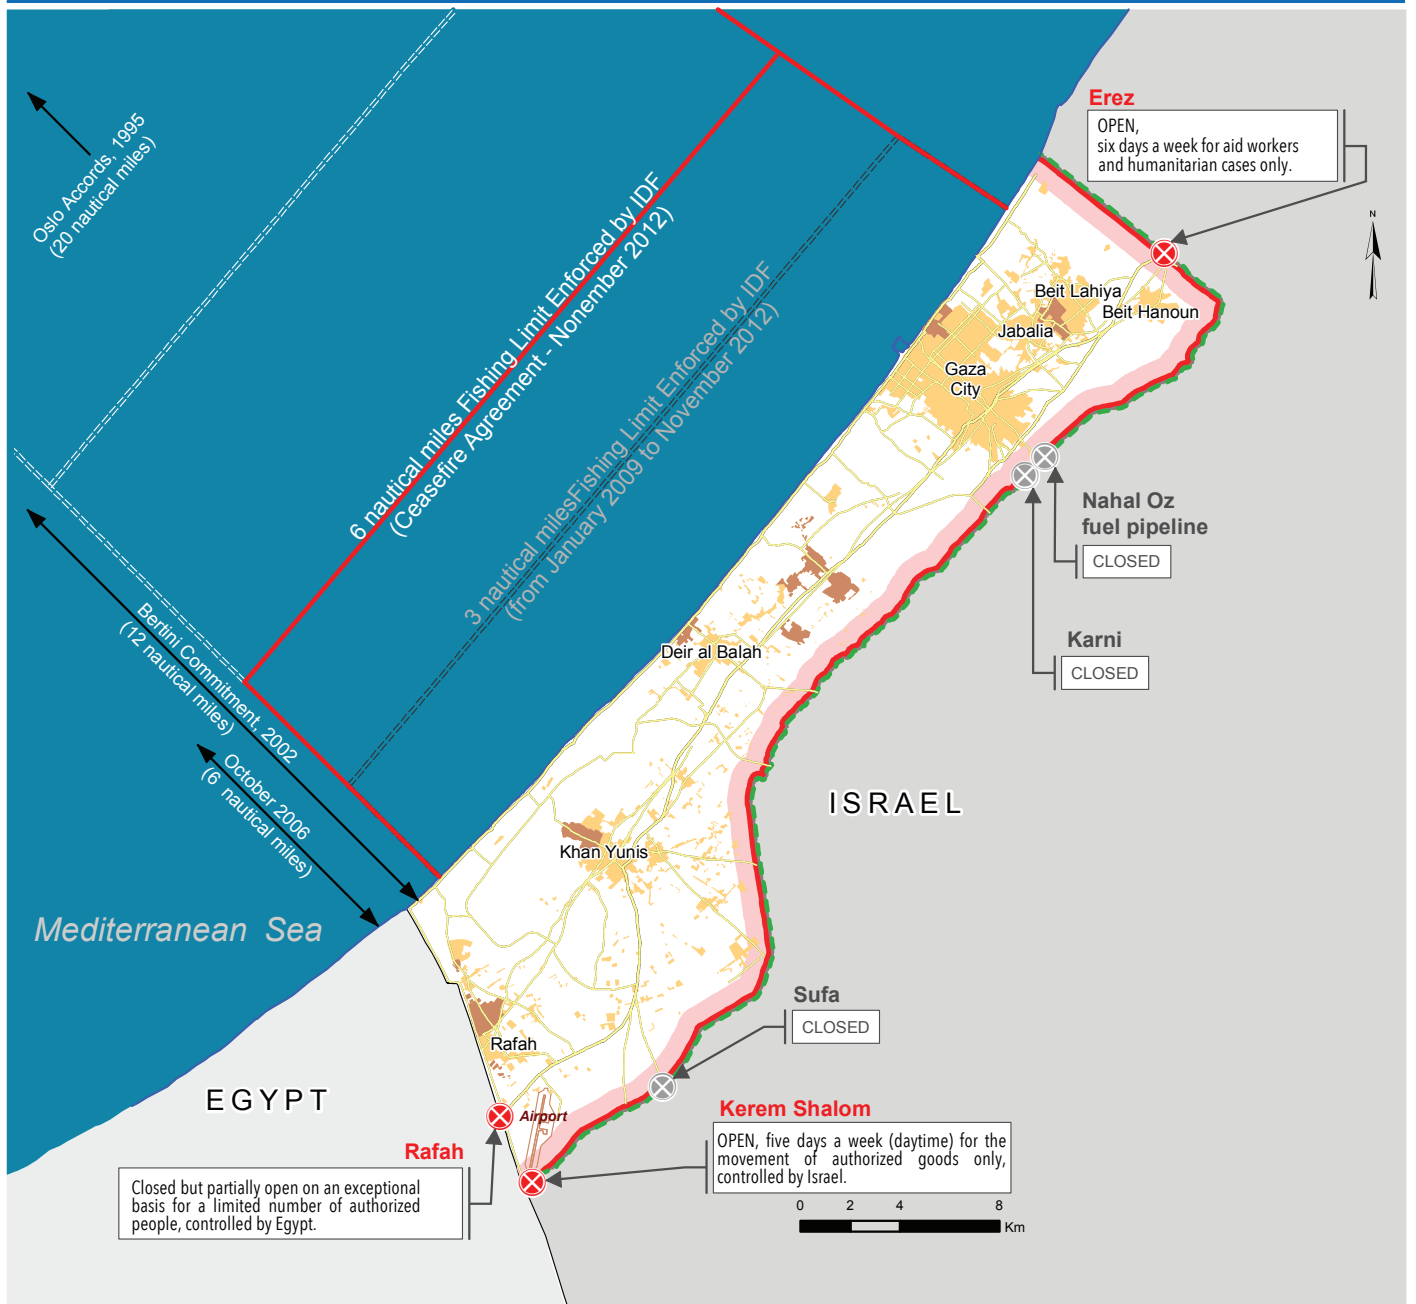 Erez
OPEN,
six days a week for aid workers
and humanitarian cases only.
Oslo Accords, 1995
(20 nautical miles)
N
6 nautical miles Fishing Limit Enforced by IDF
(Ceasefire Agreement - Nonember 2012)
3 nautical milesFishing Limit Enforced by IDF
(from January 2009 to November 2012)
Beit Lahiya
Beit Hanoun
Jabalia
Gaza
City
Nahal Oz
fuel pipeline
CLOSED
Karni
CLOSED
Deir al Balah
Bertini Commitment, 2002
(12 nautical miles)
October 2006
(6 nautical miles)
ISRAEL
Khan Yunis
Mediterranean Sea
Sufa
CLOSED
Rafah
EGYPT
Airport
Kerem Shalom
OPEN, five days a week (daytime) for the
movement of authorized goods only,
controlled by Israel.
Rafah
Closed but partially open on an exceptional
basis for a limited number of authorized
people, controlled by Egypt.
0 2 4 8
Km